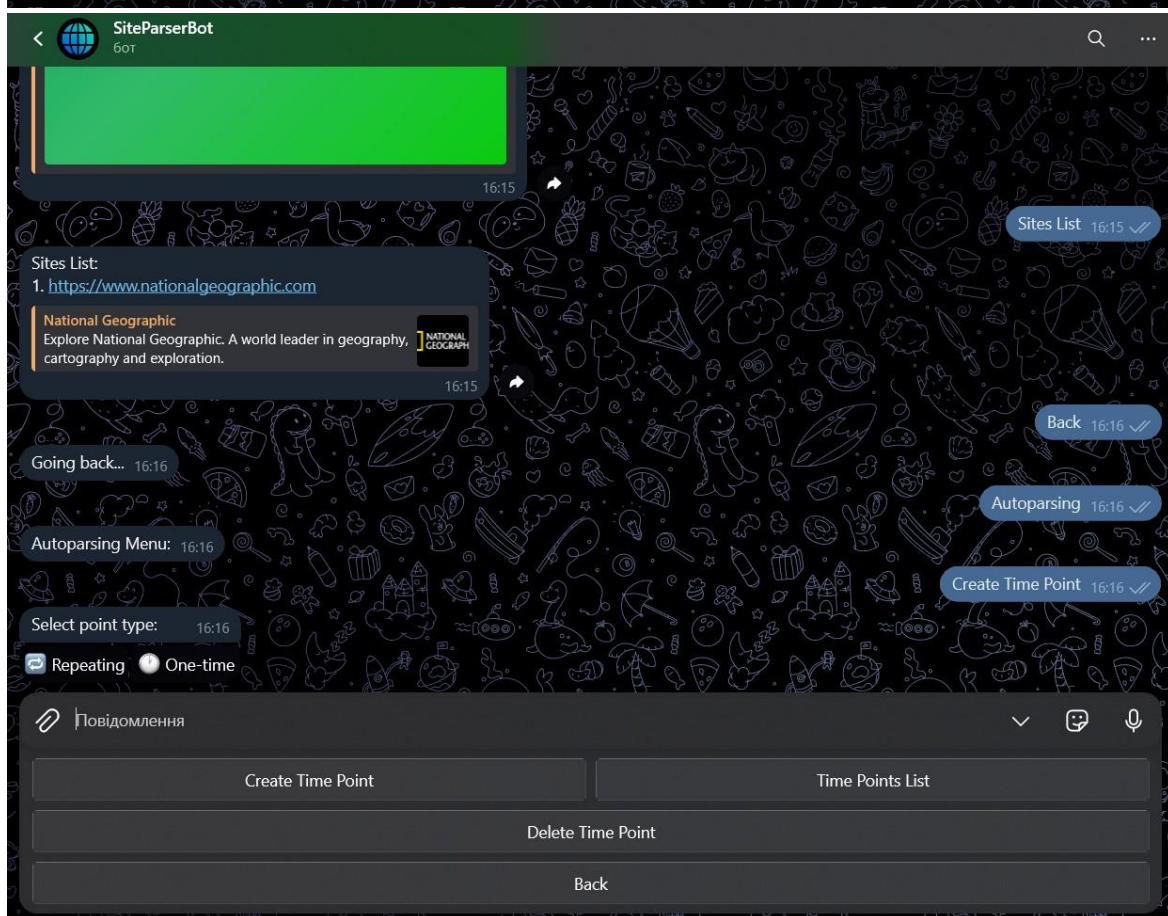 SiteParserBot
бот
16:15
Sites List 16:15
Sites List:
1. https://www.nationalgeographic.com
National Geographic
Explore National Geographic. A world leader in geography,
cartography and exploration.
NATIONAL
GEOGRAPH
16:15
Back 16:16
Going back... 16:16
Autoparsing 16:16
Autoparsing Menu: 16:16
Create Time Point 16:16
Select point type: 16:16
Repeating One-time
Повідомлення
Create Time Point Time Points List
Delete Time Point
Back